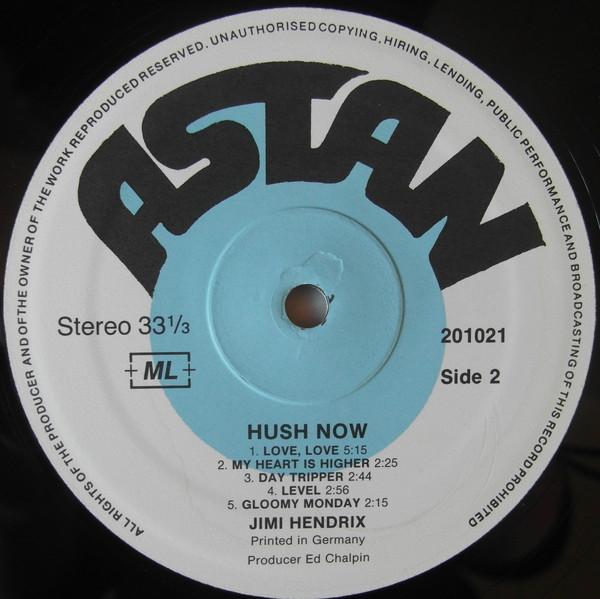 ALL RIGHTS OF THE PRODUCER AND OF THE OWNER OF THE WORK REPRODUCED RESERVED. UNAUTHORISED COPYING, HIRING, LENDING, PUBLIC PERFORMANCE AND BROADCASTING OF THIS RECORD PROHIBITED
ASTAN
Stereo 33 1/3
ML
201021
Side 2
HUSH NOW
1. LOVE, LOVE 5:15
2. MY HEART IS HIGHER 2:25
3. DAY TRIPPER 2:44
4. LEVEL 2:56
5. GLOOMY MONDAY 2:15
JIMI HENDRIX
Printed in Germany
Producer Ed Chalpin